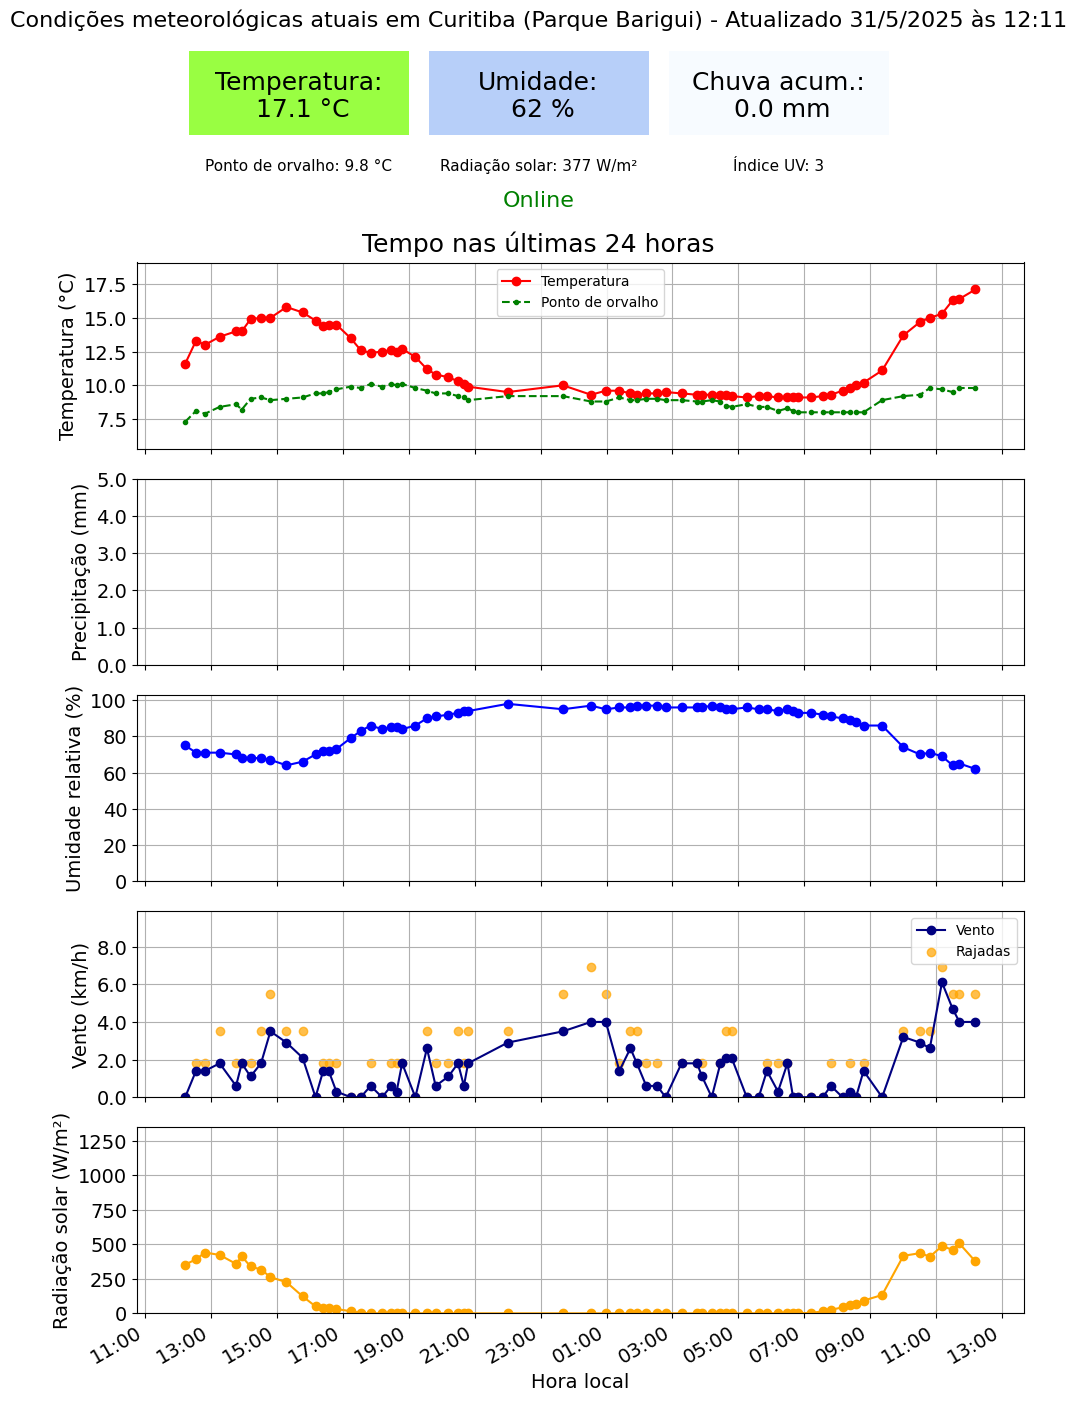 Condições meteorológicas atuais em Curitiba (Parque Barigui) - Atualizado 31/5/2025 às 12:11
Temperatura:
17.1 °C
Umidade:
62 %
Chuva acum.:
0.0 mm
Ponto de orvalho: 9.8 °C
Radiação solar: 377 W/m²
Índice UV: 3
Online
Tempo nas últimas 24 horas
Temperatura (°C)
17.5
15.0
12.5
10.0
7.5
Temperatura
Ponto de orvalho
Precipitação (mm)
5.0
4.0
3.0
2.0
1.0
0.0
Umidade relativa (%)
100
80
60
40
20
0
Vento (km/h)
8.0
6.0
4.0
2.0
0.0
Vento
Rajadas
Radiação solar (W/m²)
1250
1000
750
500
250
0
11:00
13:00
15:00
17:00
19:00
21:00
23:00
01:00
03:00
05:00
07:00
09:00
11:00
13:00
Hora local